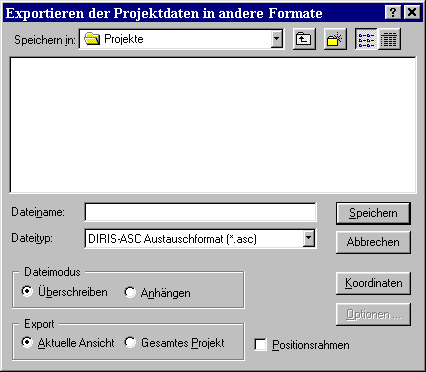 Exportieren der Projektdaten in andere Formate
Speichern in: Projekte
Dateiname: Speichern
Dateityp: DIRIS-ASC Austauschformat (*.asc) Abbrechen
Dateimodus
Überschreiben Anhängen Koordinaten
Optionen ...
Export
Aktuelle Ansicht Gesamtes Projekt Positionsrahmen